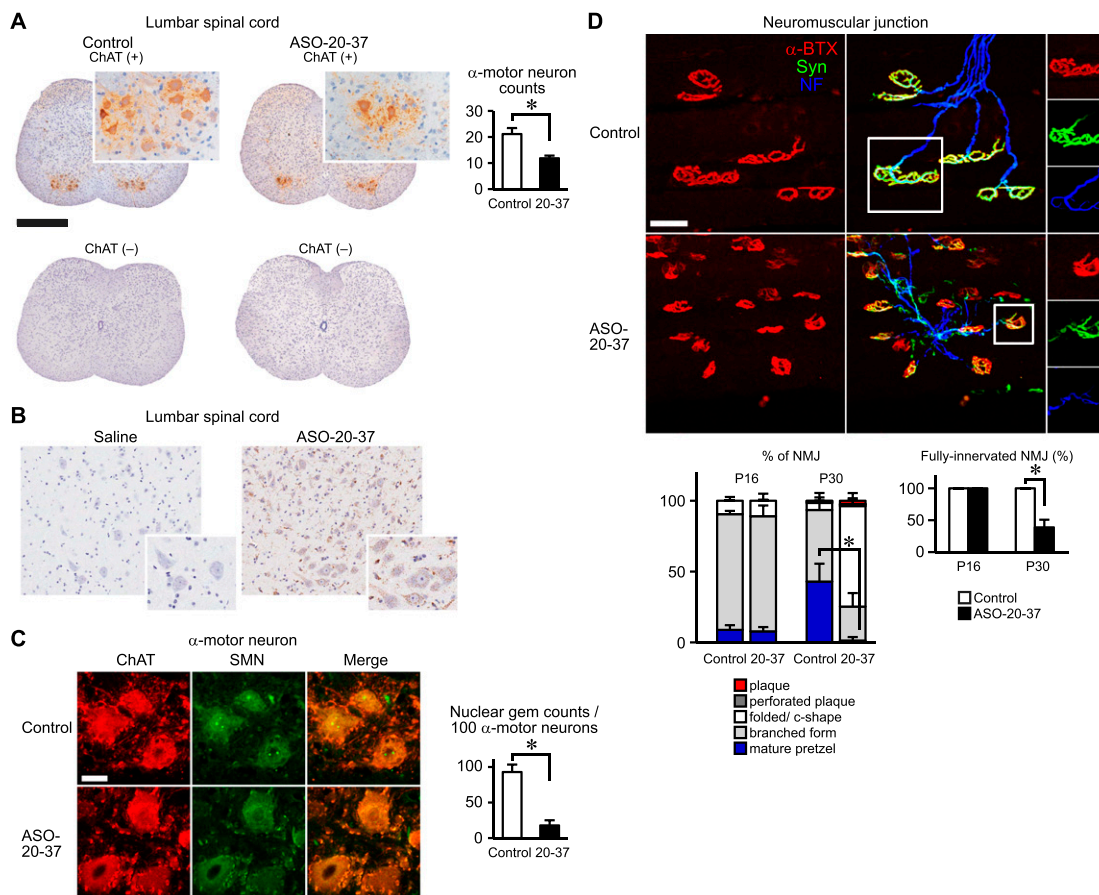 A
Lumbar spinal cord
Control
ChAT (+)
ASO-20-37
ChAT (+)
α-motor neuron
counts
*
30
20
10
0
Control 20-37
ChAT (–)
ChAT (–)
B
Lumbar spinal cord
Saline
ASO-20-37
C
α-motor neuron
ChAT
SMN
Merge
Control
ASO-
20-37
Nuclear gem counts /
100 α-motor neurons
*
100
50
0
Control 20-37
D
Neuromuscular junction
α-BTX
Syn
NF
Control
ASO-
20-37
% of NMJ
P16
P30
100
50
0
*
Control 20-37
Control 20-37
plaque
perforated plaque
folded/ c-shape
branched form
mature pretzel
Fully-innervated NMJ (%)
*
100
50
0
P16
P30
Control
ASO-20-37